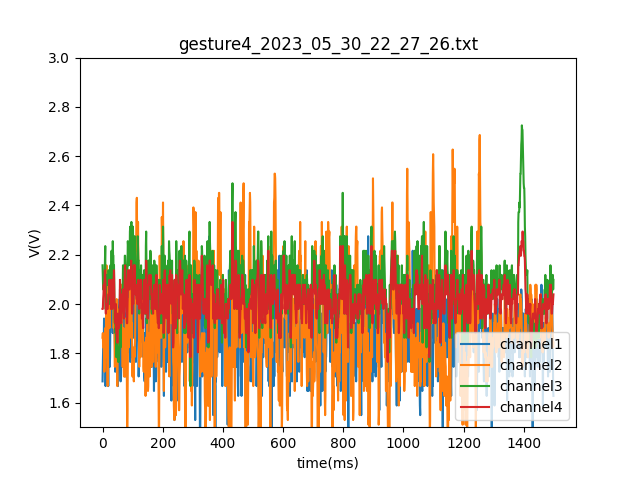 gesture4_2023_05_30_22_27_26.txt
V(V)
3.0
2.8
2.6
2.4
2.2
2.0
1.8
1.6
channel1
channel2
channel3
channel4
0 200 400 600 800 1000 1200 1400
time(ms)